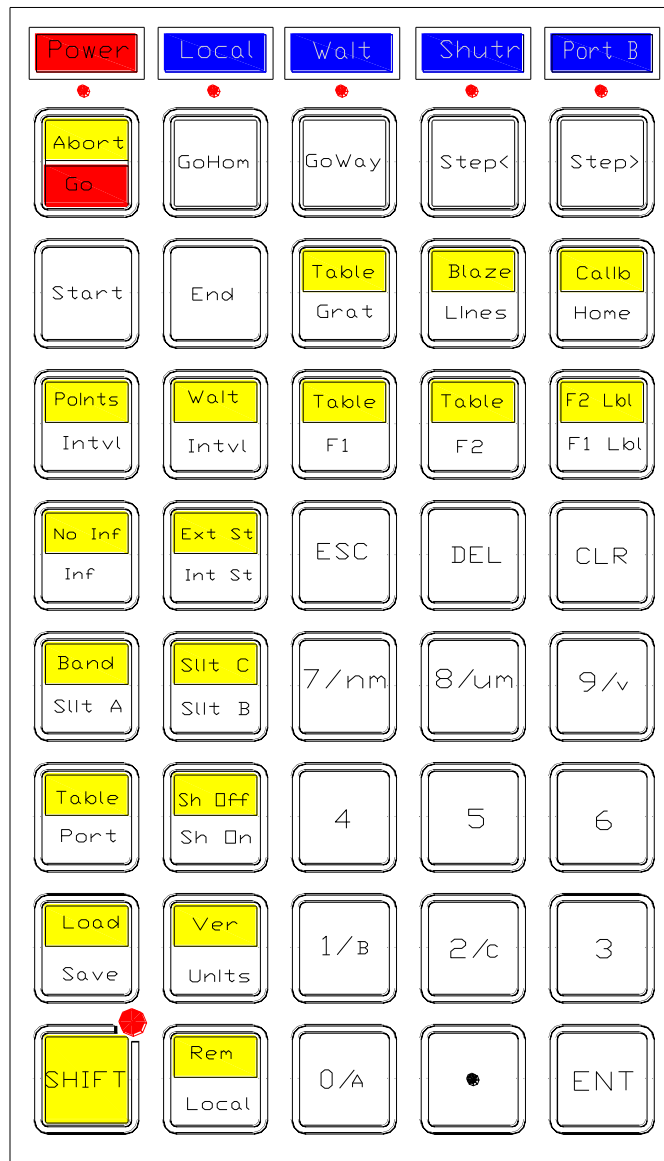 Power Local Wait Shutr Port B
Abort
Go GoHom GoWay Step< Step>
Table Blaze Calib
Start End Grat Lines Home
Points Wait Table Table F2 Lbl
Intvl Intvl F1 F2 F1 Lbl
No Inf Ext St
Inf Int St ESC DEL CLR
Band Slit C
Slit A Slit B 7/nm 8/um 9/v
Table Sh Off
Port Sh On 4 5 6
Load Ver
Save Units 1/B 2/C 3
Rem
SHIFT Local 0/A . ENT